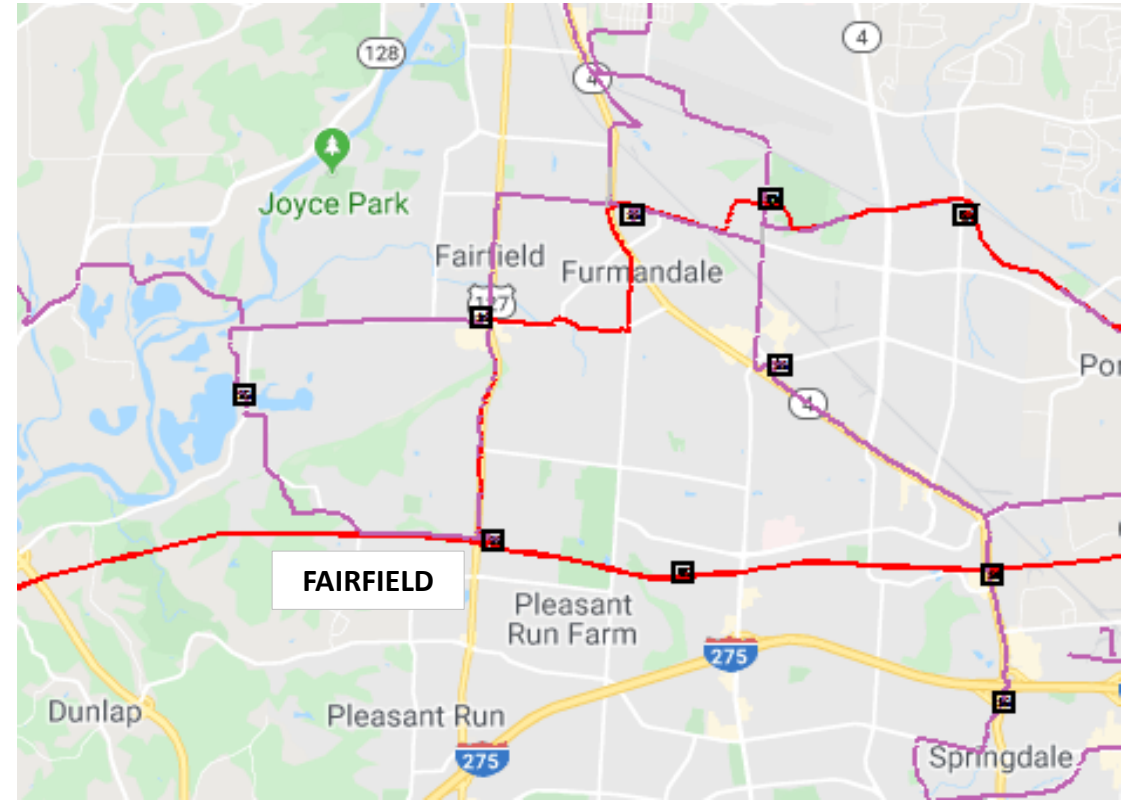 128
4
4
Joyce Park
Fairfield
Furmandale
127
Por
4
FAIRFIELD
Pleasant
Run Farm
275
Dunlap
Pleasant Run
275
Springdale